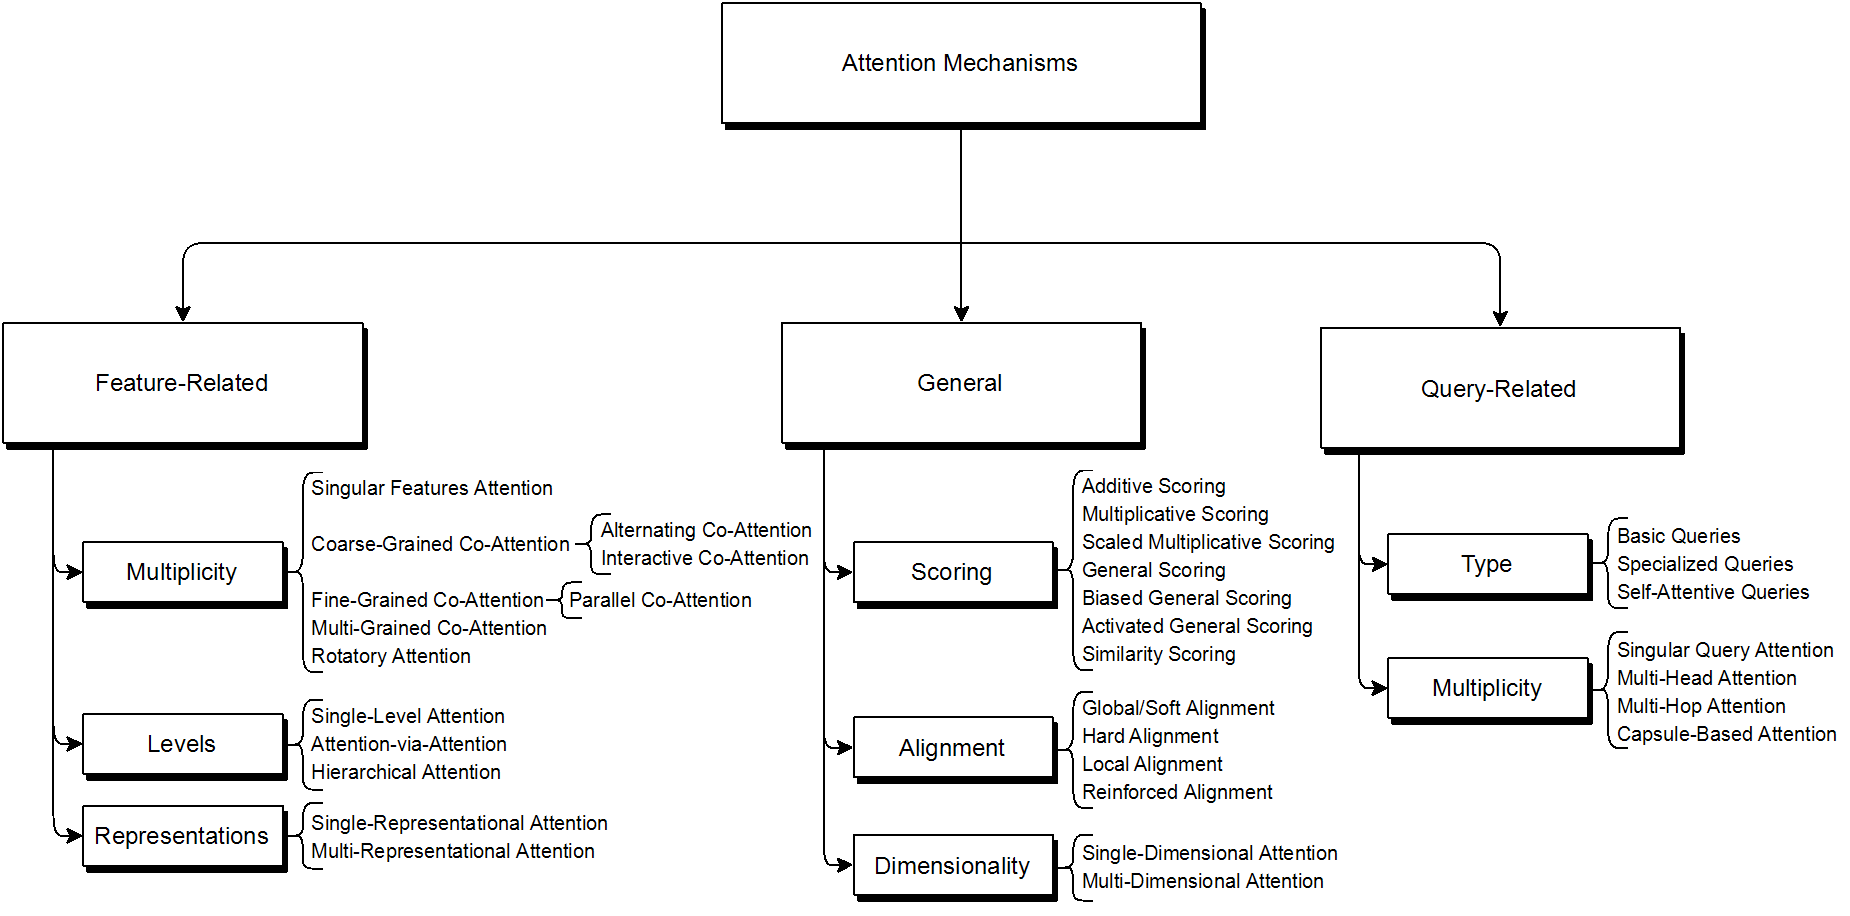 Attention Mechanisms
Feature-Related
General
Query-Related
Multiplicity
Singular Features Attention
Coarse-Grained Co-Attention
Alternating Co-Attention
Interactive Co-Attention
Fine-Grained Co-Attention
Parallel Co-Attention
Multi-Grained Co-Attention
Rotatory Attention
Levels
Single-Level Attention
Attention-via-Attention
Hierarchical Attention
Representations
Single-Representational Attention
Multi-Representational Attention
Scoring
Additive Scoring
Multiplicative Scoring
Scaled Multiplicative Scoring
General Scoring
Biased General Scoring
Activated General Scoring
Similarity Scoring
Alignment
Global/Soft Alignment
Hard Alignment
Local Alignment
Reinforced Alignment
Dimensionality
Single-Dimensional Attention
Multi-Dimensional Attention
Type
Basic Queries
Specialized Queries
Self-Attentive Queries
Multiplicity
Singular Query Attention
Multi-Head Attention
Multi-Hop Attention
Capsule-Based Attention